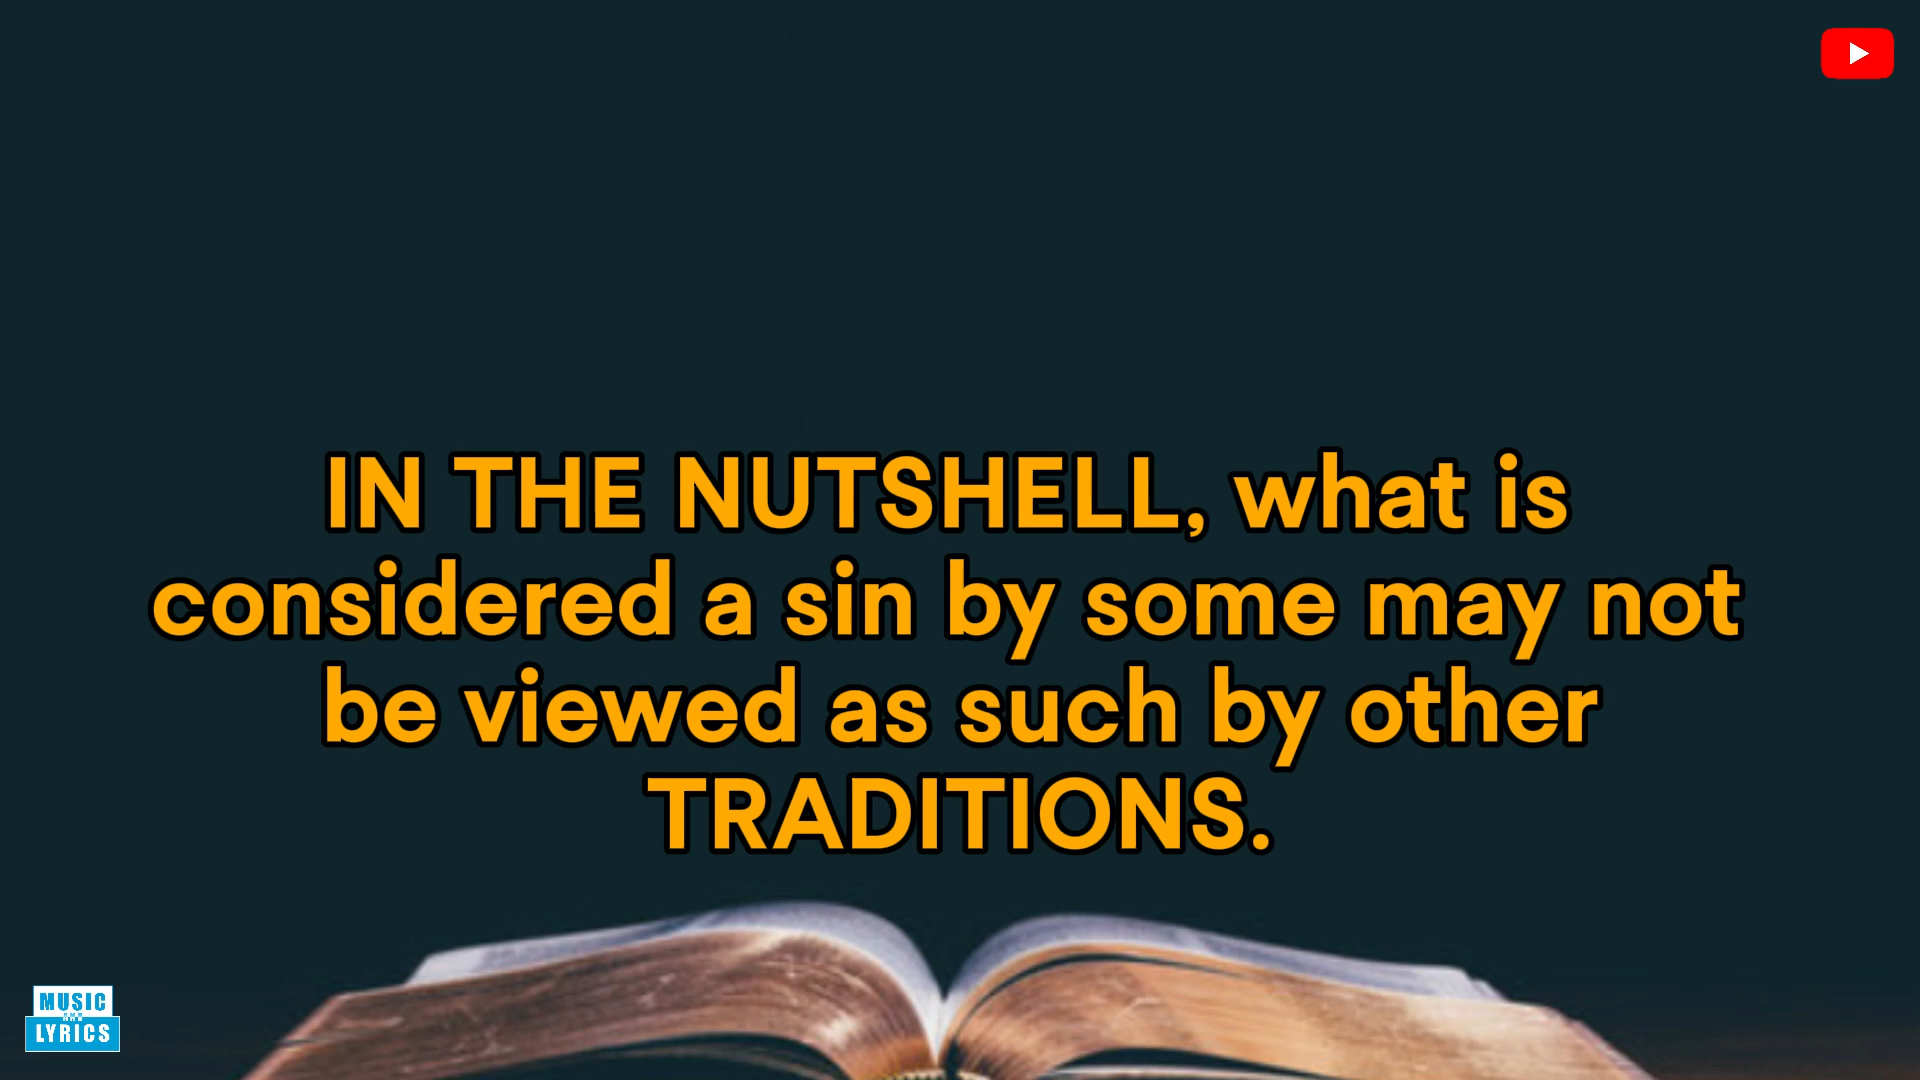 IN THE NUTSHELL, what is
considered a sin by some may not
be viewed as such by other
TRADITIONS.
MUSIC
AND
LYRICS